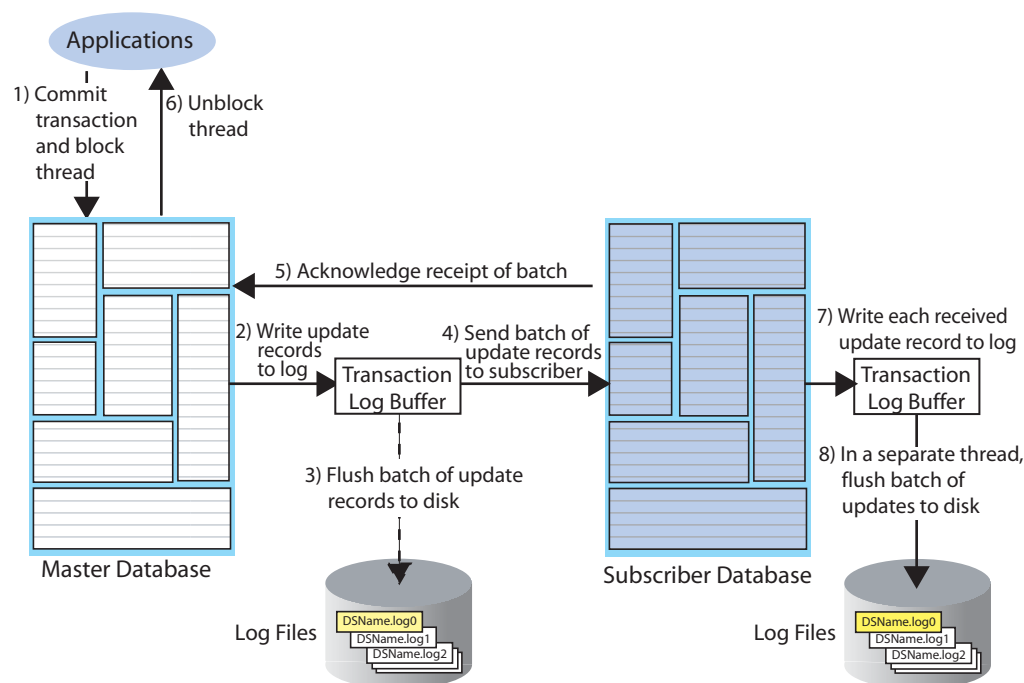 Applications
1) Commit
transaction
and block
thread
6) Unblock
thread
5) Acknowledge receipt of batch
2) Write update
records
to log
4) Send batch of
update records
to subscriber
7) Write each received
update record to log
Transaction
Log Buffer
Transaction
Log Buffer
3) Flush batch of update
records to disk
8) In a separate thread,
flush batch of
updates to disk
Master Database
Subscriber Database
Log Files
DSName.log0
DSName.log1
DSName.log2
Log Files
DSName.log0
DSName.log1
DSName.log2